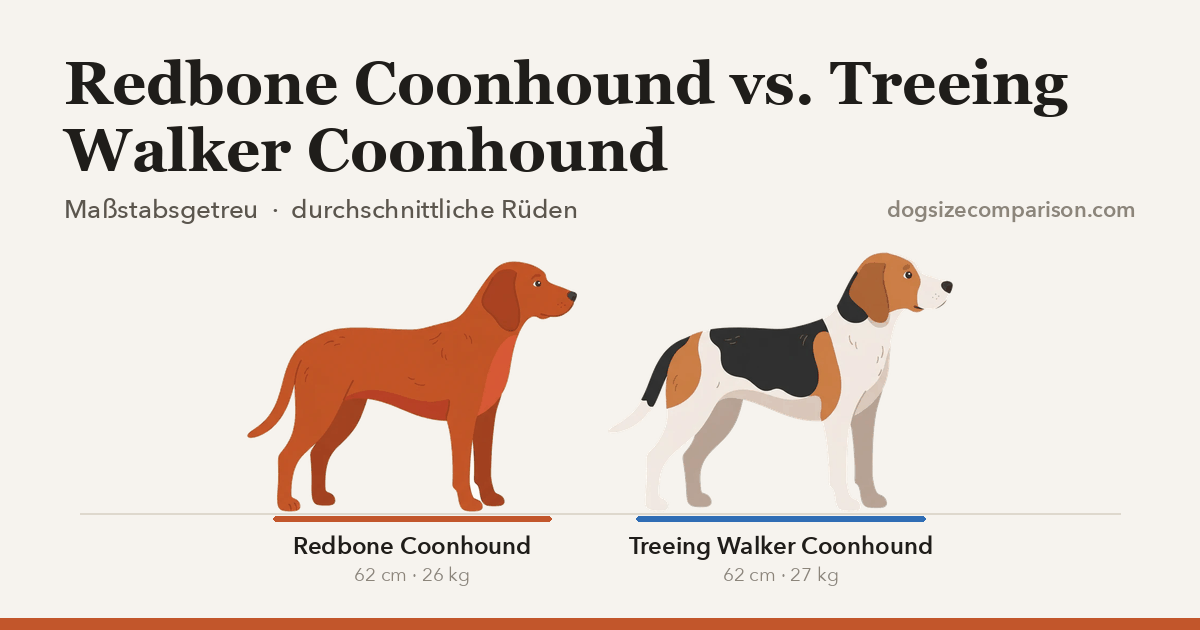 Redbone Coonhound vs. Treeing
Walker Coonhound
Maßstabsgetreu · durchschnittliche Rüden
dogsizecomparison.com
Redbone Coonhound
62 cm · 26 kg
Treeing Walker Coonhound
62 cm · 27 kg